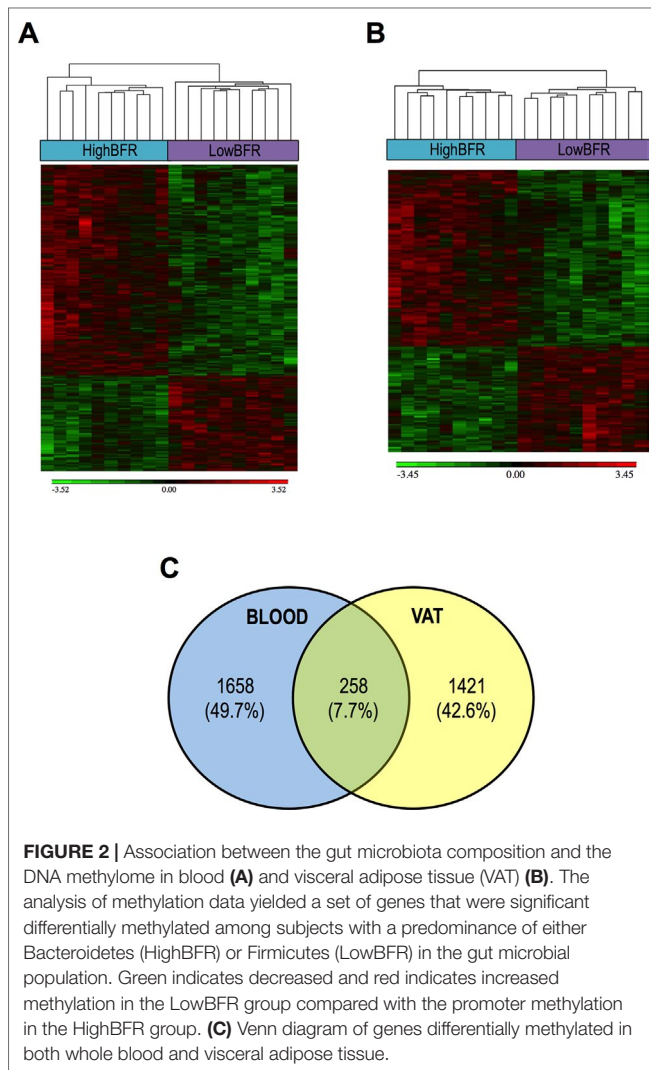 A
B
HighBFR LowBFR
HighBFR LowBFR
-3.52 0.00 3.52
-3.45 0.00 3.45
C
BLOOD VAT
1658 258 1421
(49.7%) (7.7%) (42.6%)
FIGURE 2 | Association between the gut microbiota composition and the
DNA methylome in blood (A) and visceral adipose tissue (VAT) (B). The
analysis of methylation data yielded a set of genes that were significant
differentially methylated among subjects with a predominance of either
Bacteroidetes (HighBFR) or Firmicutes (LowBFR) in the gut microbial
population. Green indicates decreased and red indicates increased
methylation in the LowBFR group compared with the promoter methylation
in the HighBFR group. (C) Venn diagram of genes differentially methylated in
both whole blood and visceral adipose tissue.